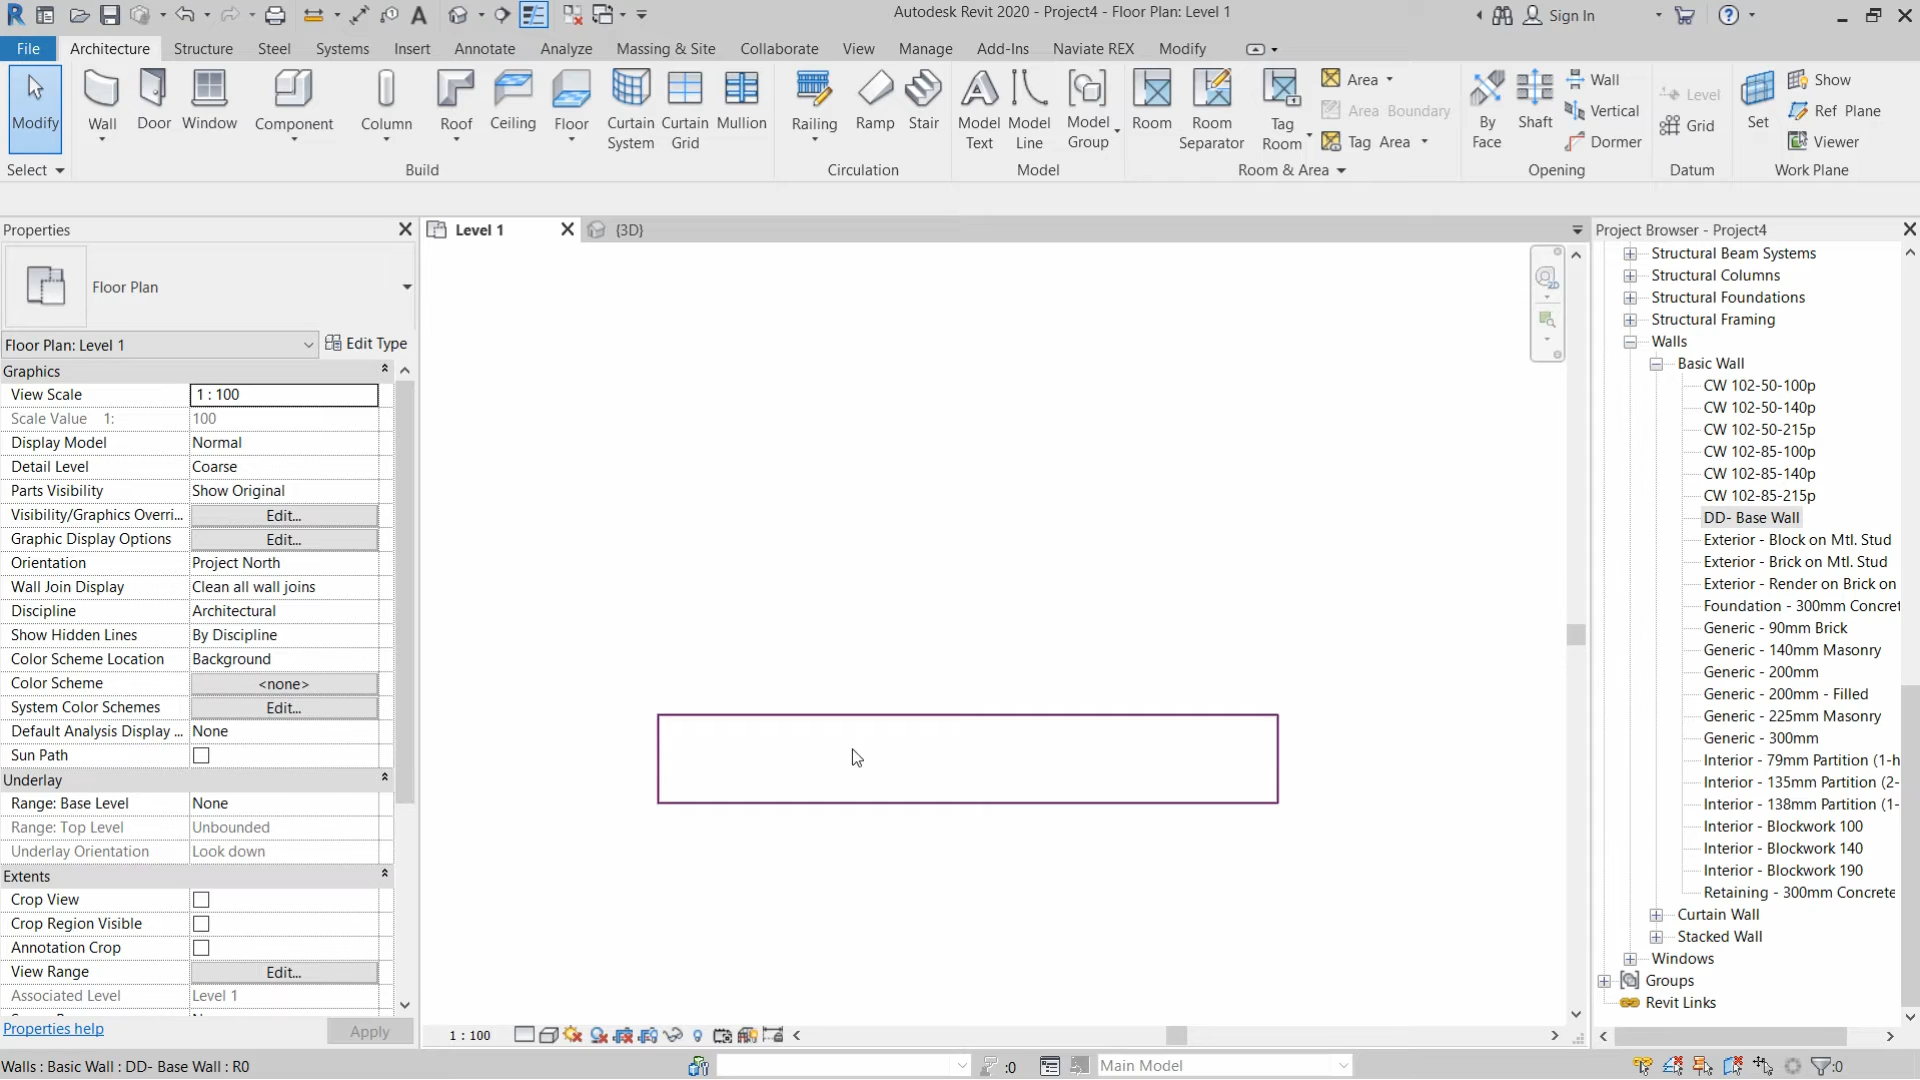 Autodesk Revit 2020 - Project4 - Floor Plan: Level 1
Sign In
File
Architecture
Structure
Steel
Systems
Insert
Annotate
Analyze
Massing & Site
Collaborate
View
Manage
Add-Ins
Naviate REX
Modify
Modify
Wall
Door
Window
Component
Column
Roof
Ceiling
Floor
Curtain System
Curtain Grid
Mullion
Railing
Ramp
Stair
Model Text
Model Line
Model Group
Room
Room Separator
Tag Room
Area
Area Boundary
Tag Area
By Face
Shaft
Wall
Vertical
Dormer
Level
Grid
Set
Show
Ref Plane
Viewer
Select
Build
Circulation
Model
Room & Area
Opening
Datum
Work Plane
Properties
Floor Plan
Floor Plan: Level 1
Edit Type
Graphics
View Scale 1 : 100
Scale Value 1: 100
Display Model Normal
Detail Level Coarse
Parts Visibility Show Original
Visibility/Graphics Overri... Edit...
Graphic Display Options Edit...
Orientation Project North
Wall Join Display Clean all wall joins
Discipline Architectural
Show Hidden Lines By Discipline
Color Scheme Location Background
Color Scheme <none>
System Color Schemes Edit...
Default Analysis Display ... None
Sun Path
Underlay
Range: Base Level None
Range: Top Level Unbounded
Underlay Orientation Look down
Extents
Crop View
Crop Region Visible
Annotation Crop
View Range Edit...
Associated Level Level 1
Properties help
Apply
Level 1
{3D}
2D
1 : 100
Project Browser - Project4
Structural Beam Systems
Structural Columns
Structural Foundations
Structural Framing
Walls
Basic Wall
CW 102-50-100p
CW 102-50-140p
CW 102-50-215p
CW 102-85-100p
CW 102-85-140p
CW 102-85-215p
DD- Base Wall
Exterior - Block on Mtl. Stud
Exterior - Brick on Mtl. Stud
Exterior - Render on Brick on
Foundation - 300mm Concret
Generic - 90mm Brick
Generic - 140mm Masonry
Generic - 200mm
Generic - 200mm - Filled
Generic - 225mm Masonry
Generic - 300mm
Interior - 79mm Partition (1-h
Interior - 135mm Partition (2-
Interior - 138mm Partition (1-
Interior - Blockwork 100
Interior - Blockwork 140
Interior - Blockwork 190
Retaining - 300mm Concrete
Curtain Wall
Stacked Wall
Windows
Groups
Revit Links
Walls : Basic Wall : DD- Base Wall : R0
:0
Main Model
:0